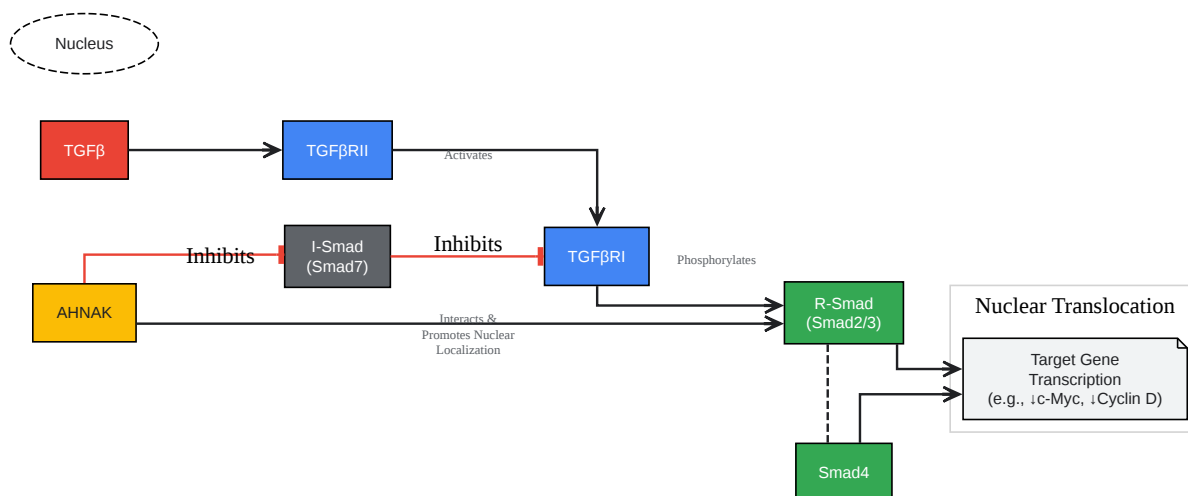 Nucleus
TGFβ
TGFβRII
Activates
I-Smad
(Smad7)
Inhibits
Inhibits
TGFβRI
Phosphorylates
AHNAK
Interacts &
Promotes Nuclear
Localization
R-Smad
(Smad2/3)
Nuclear Translocation
Target Gene
Transcription
(e.g., ↓c-Myc, ↓Cyclin D)
Smad4